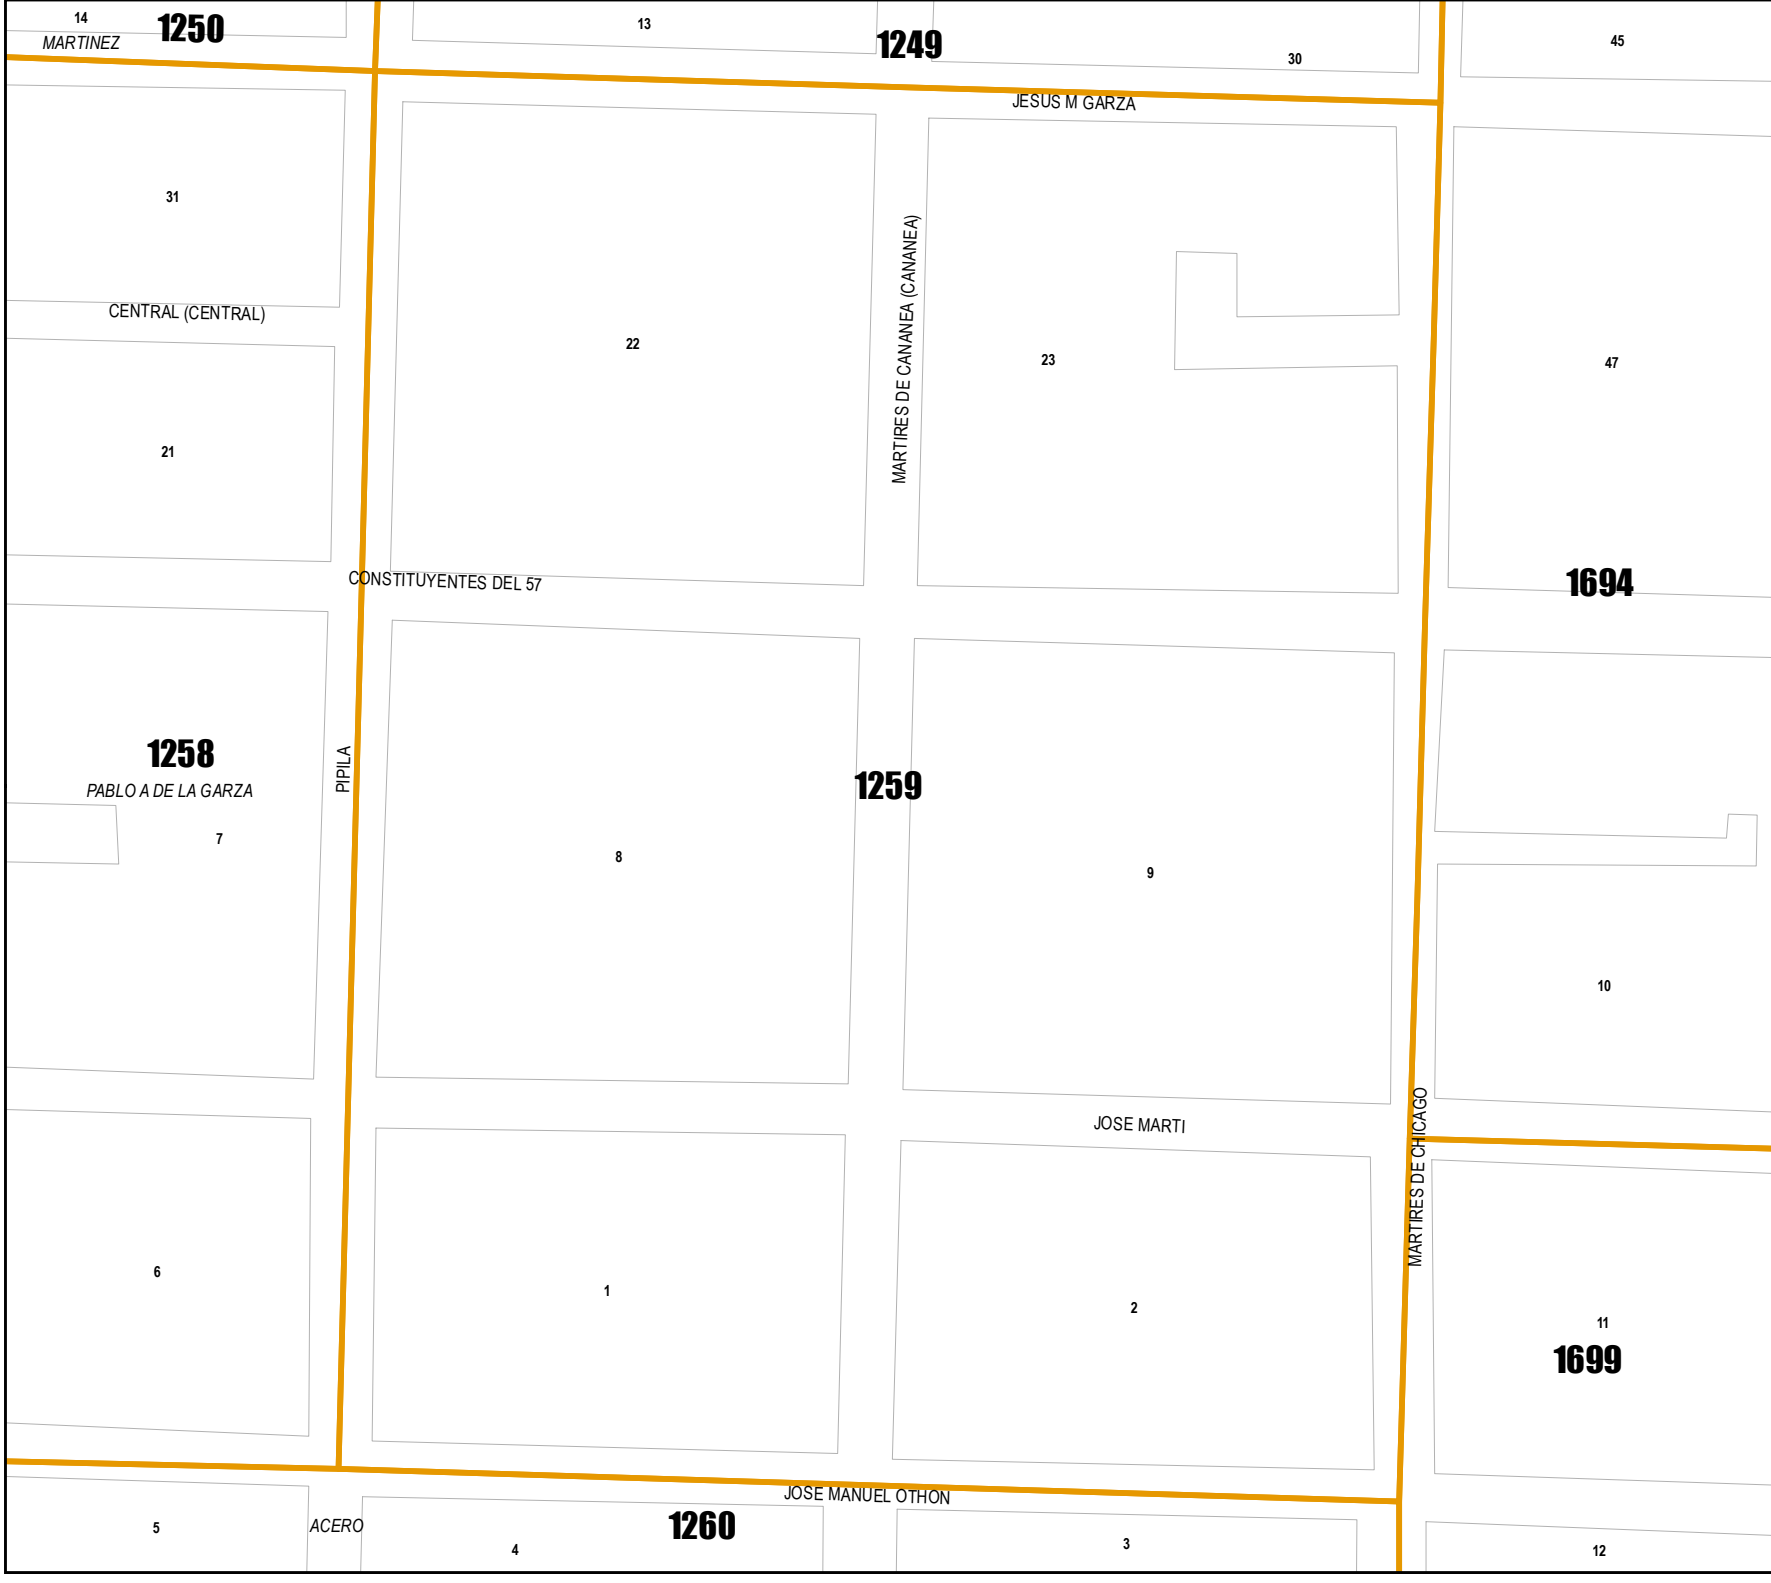 14
1250
13
1249
30
45
MARTINEZ
JESUS M GARZA
31
CENTRAL (CENTRAL)
22
MARTIRES DE CANANEA (CANANEA)
23
47
21
CONSTITUYENTES DEL 57
1694
1258
PABLO A DE LA GARZA
7
PIPILA
1259
8
9
10
JOSE MARTI
MARTIRES DE CHICAGO
6
1
2
11
1699
JOSE MANUEL OTHON
5
ACERO
4
1260
3
12